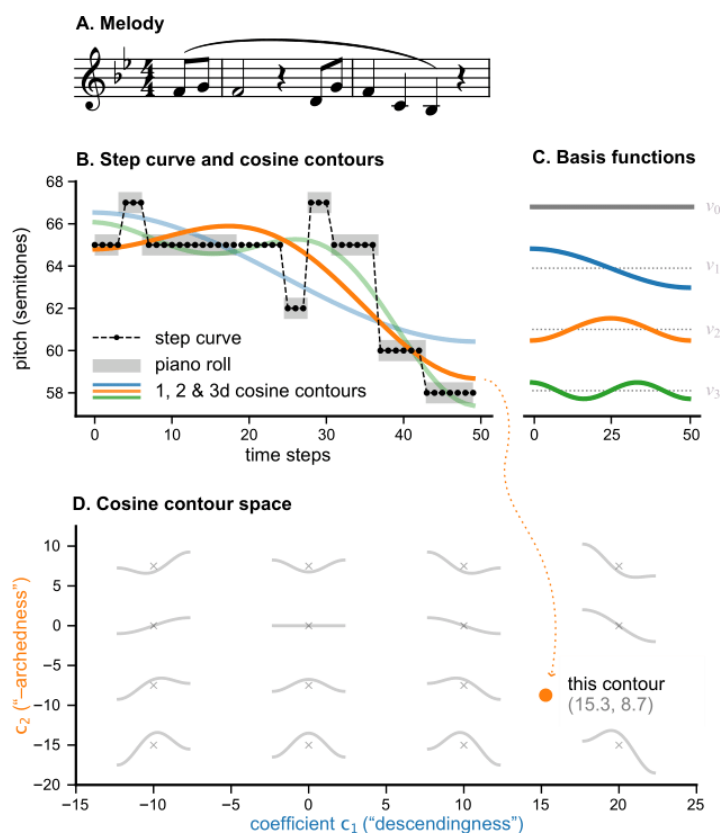 A. Melody
4
4
B. Step curve and cosine contours
C. Basis functions
68
66
64
62
60
58
pitch (semitones)
step curve
piano roll
1, 2 & 3d cosine contours
0 10 20 30 40 50
time steps
v0
v1
v2
v3
0 25 50
D. Cosine contour space
10
5
0
−5
−10
−15
−20
c2 ("−archedness")
this contour
(15.3, 8.7)
−15 −10 −5 0 5 10 15 20 25
coefficient c1 ("descendingness")